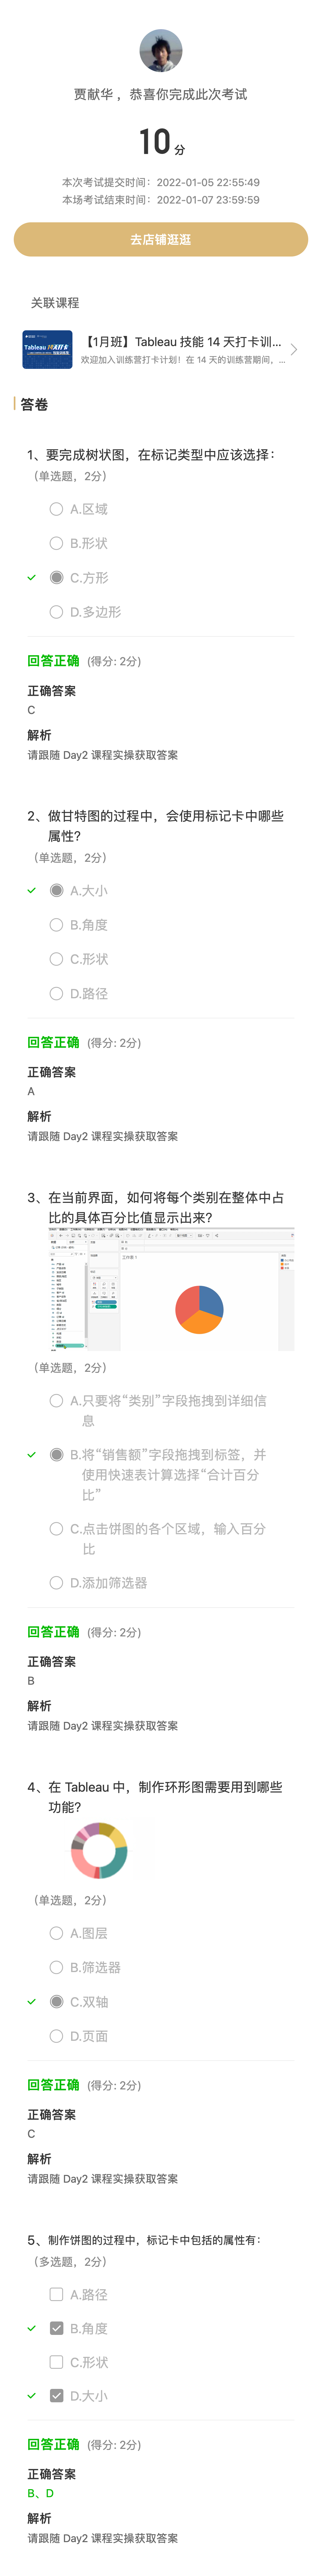 贾献华，恭喜你完成此次考试
10 分
本次考试提交时间：2022-01-05 22:55:49
本场考试结束时间：2022-01-07 23:59:59
去店铺逛逛
关联课程
【1月班】Tableau 技能 14 天打卡训...
欢迎加入训练营打卡计划！在 14 天的训练营期间，...
答卷
1、要完成树状图，在标记类型中应该选择：
（单选题，2分）
A.区域
B.形状
C.方形
D.多边形
回答正确 (得分: 2分)
正确答案
C
解析
请跟随 Day2 课程实操获取答案
2、做甘特图的过程中，会使用标记卡中哪些
属性?
（单选题，2分）
A.大小
B.角度
C.形状
D.路径
回答正确 (得分: 2分)
正确答案
A
解析
请跟随 Day2 课程实操获取答案
3、在当前界面，如何将每个类别在整体中占
比的具体百分比值显示出来?
（单选题，2分）
A.只要将“类别”字段拖拽到详细信
息
B.将“销售额”字段拖拽到标签，并
使用快速表计算选择“合计百分
比”
C.点击饼图的各个区域，输入百分
比
D.添加筛选器
回答正确 (得分: 2分)
正确答案
B
解析
请跟随 Day2 课程实操获取答案
4、在 Tableau 中，制作环形图需要用到哪些
功能?
（单选题，2分）
A.图层
B.筛选器
C.双轴
D.页面
回答正确 (得分: 2分)
正确答案
C
解析
请跟随 Day2 课程实操获取答案
5、制作饼图的过程中，标记卡中包括的属性有：
（多选题，2分）
A.路径
B.角度
C.形状
D.大小
回答正确 (得分: 2分)
正确答案
B、D
解析
请跟随 Day2 课程实操获取答案